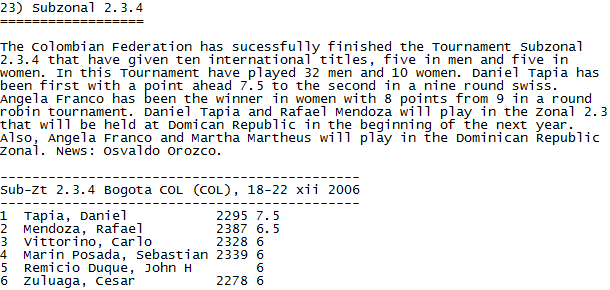 23) Subzonal 2.3.4
==================
The Colombian Federation has sucessfully finished the Tournament Subzonal
2.3.4 that have given ten international titles, five in men and five in
women. In this Tournament have played 32 men and 10 women. Daniel Tapia has
been first with a point ahead 7.5 to the second in a nine round swiss.
Angela Franco has been the winner in women with 8 points from 9 in a round
robin tournament. Daniel Tapia and Rafael Mendoza will play in the Zonal 2.3
that will be held at Domican Republic in the beginning of the next year.
Also, Angela Franco and Martha Martheus will play in the Dominican Republic
Zonal. News: Osvaldo Orozco.
---------------------------------------------
Sub-Zt 2.3.4 Bogota COL (COL), 18-22 xii 2006
---------------------------------------------
1  Tapia, Daniel           2295 7.5
2  Mendoza, Rafael         2387 6.5
3  Vittorino, Carlo        2328 6
4  Marin Posada, Sebastian 2339 6
5  Remicio Duque, John H        6
6  Zuluaga, Cesar          2278 6